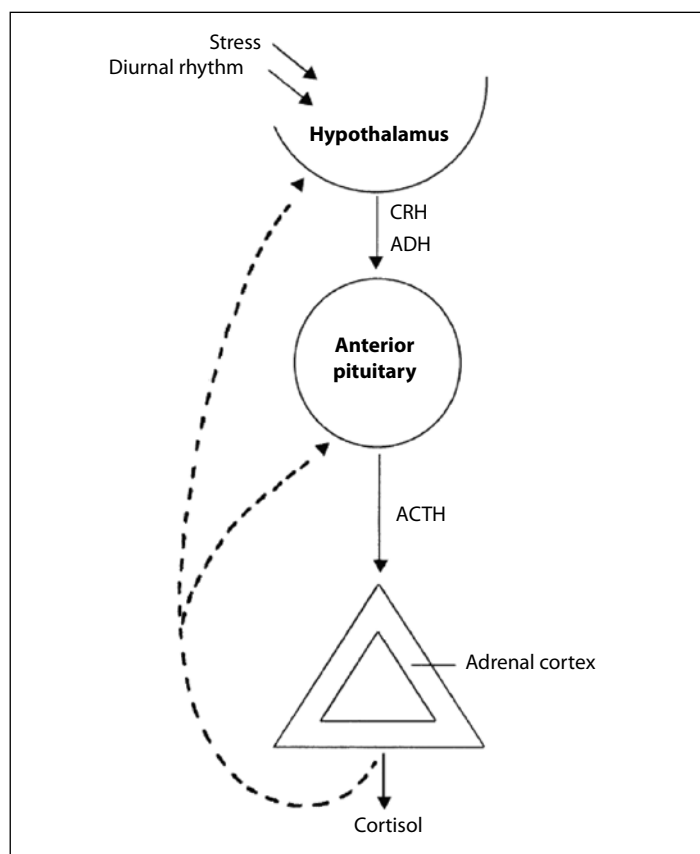 Stress
Diurnal rhythm
Hypothalamus
CRH
ADH
Anterior
pituitary
ACTH
Adrenal cortex
Cortisol